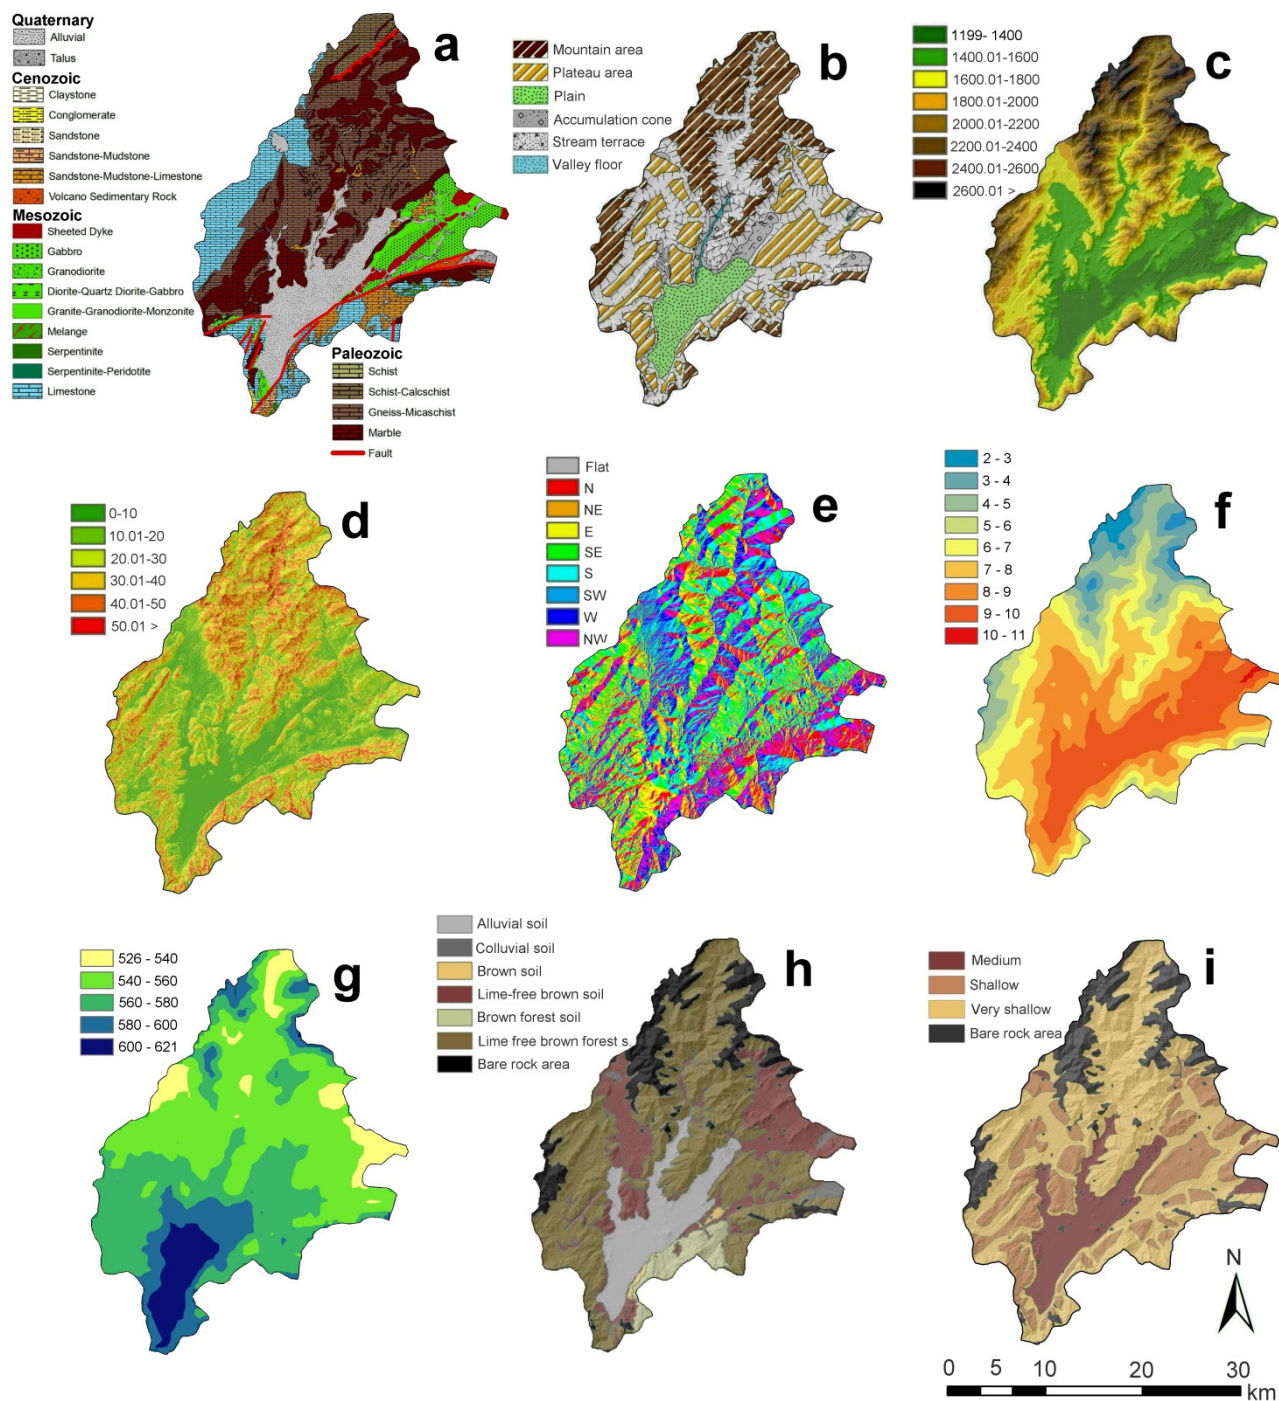 Quaternary
Alluvial
Talus
Cenozoic
Claystone
Conglomerate
Sandstone
Sandstone-Mudstone
Sandstone-Mudstone-Limestone
Volcano Sedimentary Rock
Mesozoic
Sheeted Dyke
Gabbro
Granodiorite
Diorite-Quartz Diorite-Gabbro
Granite-Granodiorite-Monzonite
Melange
Serpentinite
Serpentinite-Peridotite
Limestone
Paleozoic
Schist
Schist-Calcschist
Gneiss-Micaschist
Marble
Fault
a
Mountain area
Plateau area
Plain
Accumulation cone
Stream terrace
Valley floor
b
1199- 1400
1400.01-1600
1600.01-1800
1800.01-2000
2000.01-2200
2200.01-2400
2400.01-2600
2600.01 >
c
0-10
10.01-20
20.01-30
30.01-40
40.01-50
50.01 >
d
Flat
N
NE
E
SE
S
SW
W
NW
e
2 - 3
3 - 4
4 - 5
5 - 6
6 - 7
7 - 8
8 - 9
9 - 10
10 - 11
f
526 - 540
540 - 560
560 - 580
580 - 600
600 - 621
g
Alluvial soil
Colluvial soil
Brown soil
Lime-free brown soil
Brown forest soil
Lime free brown forest s.
Bare rock area
h
Medium
Shallow
Very shallow
Bare rock area
i
N
0 5 10 20 30
km